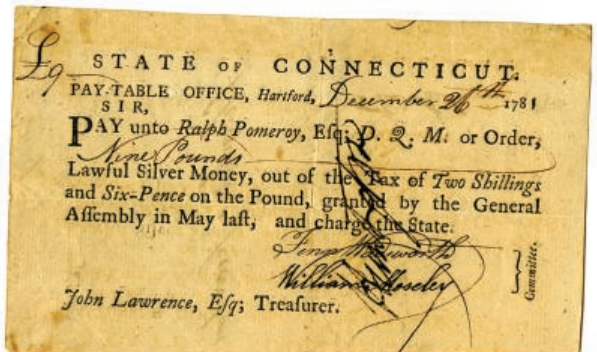 £9
STATE OF CONNECTICUT.
PAY-TABLE OFFICE, Hartford, December 26th 1781
SIR,
PAY unto Ralph Pomeroy, Esq; D. Q. M. or Order,
Nine Pounds
Lawful Silver Money, out of the Tax of Two Shillings
and Six-Pence on the Pound, granted by the General
Aſſembly in May laſt, and charge the State.
Fenn Wadsworth
William Moseley
Committee.
John Lawrence, Eſq; Treaſurer.